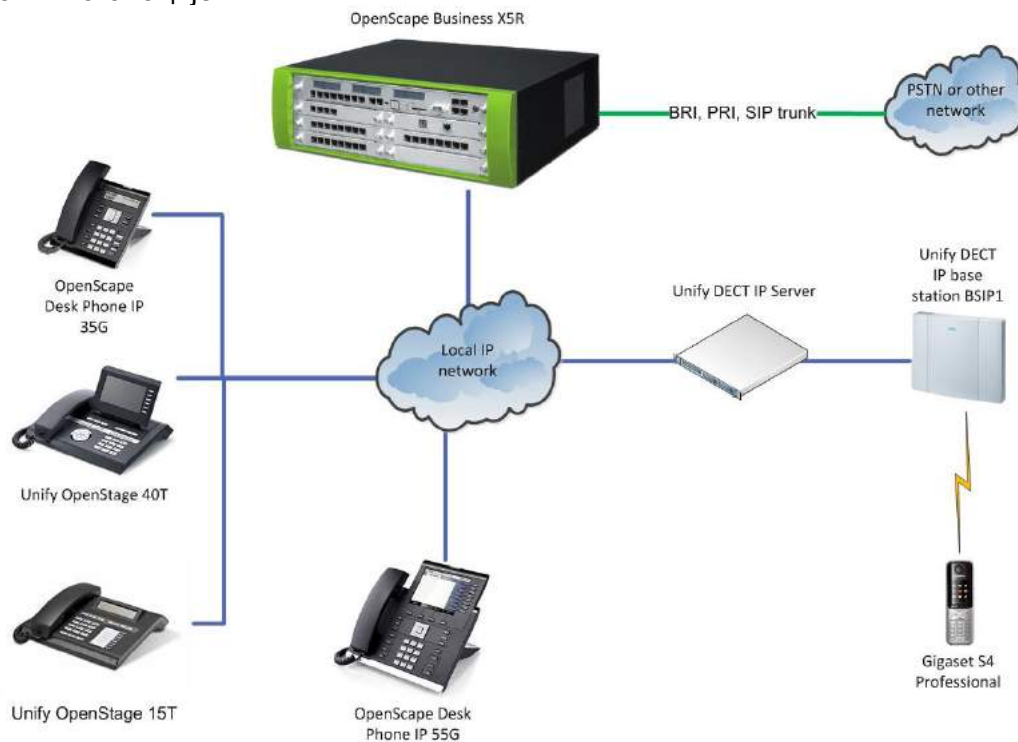 OpenScape Business X5R
BRI, PRI, SIP trunk
PSTN or other
network
OpenScape
Desk Phone IP
35G
Unify DECT IP Server
Unify DECT
IP base
station BSIP1
Local IP
network
Unify OpenStage 40T
Unify OpenStage 15T
OpenScape Desk
Phone IP 55G
Gigaset S4
Professional